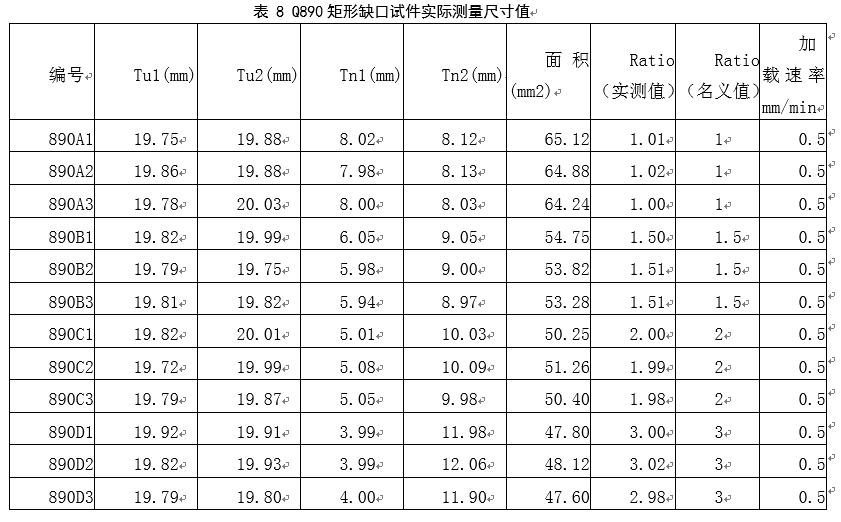 表 8 Q890 矩形缺口试件实际测量尺寸值
编号 Tu1(mm) Tu2(mm) Tn1(mm) Tn2(mm) 面积(mm2) Ratio（实测值） Ratio（名义值） 加载速率mm/min
890A1 19.75 19.88 8.02 8.12 65.12 1.01 1 0.5
890A2 19.86 19.88 7.98 8.13 64.88 1.02 1 0.5
890A3 19.78 20.03 8.00 8.03 64.24 1.00 1 0.5
890B1 19.82 19.99 6.05 9.05 54.75 1.50 1.5 0.5
890B2 19.79 19.75 5.98 9.00 53.82 1.51 1.5 0.5
890B3 19.81 19.82 5.94 8.97 53.28 1.51 1.5 0.5
890C1 19.82 20.01 5.01 10.03 50.25 2.00 2 0.5
890C2 19.72 19.99 5.08 10.09 51.26 1.99 2 0.5
890C3 19.79 19.87 5.05 9.98 50.40 1.98 2 0.5
890D1 19.92 19.91 3.99 11.98 47.80 3.00 3 0.5
890D2 19.82 19.93 3.99 12.06 48.12 3.02 3 0.5
890D3 19.79 19.80 4.00 11.90 47.60 2.98 3 0.5